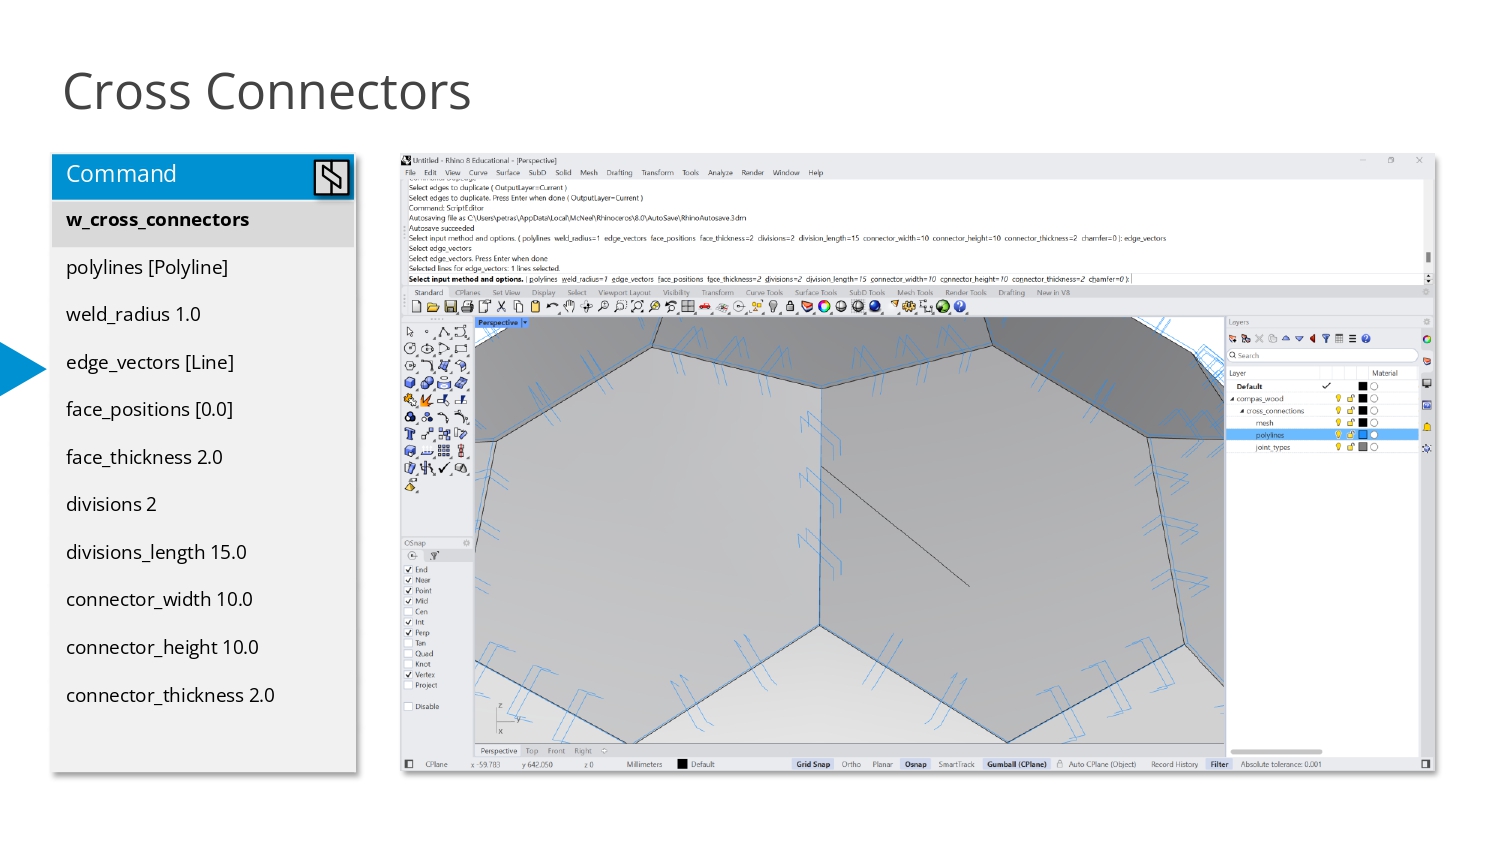 Cross Connectors
Command
w_cross_connectors
polylines [Polyline]
weld_radius 1.0
edge_vectors [Line]
face_positions [0.0]
face_thickness 2.0
divisions 2
divisions_length 15.0
connector_width 10.0
connector_height 10.0
connector_thickness 2.0
Untitled - Rhino 8 Educational - [Perspective]
File Edit View Curve Surface SubD Solid Mesh Drafting Transform Tools Analyze Render Window Help
Select edges to duplicate ( OutputLayer=Current )
Select edges to duplicate. Press Enter when done ( OutputLayer=Current )
Command: ScriptEditor
Autosaving file as C:\Users\petras\AppData\Local\McNeel\Rhinoceros\8.0\AutoSave\RhinoAutosave.3dm
Autosave succeeded
Select input method and options. ( polylines weld_radius=1 edge_vectors face_positions face_thickness=2 divisions=2 division_length=15 connector_width=10 connector_height=10 connector_thickness=2 chamfer=0 ): edge_vectors
Select edge_vectors
Select edge_vectors. Press Enter when done
Selected lines for edge_vectors: 1 lines selected.
Select input method and options. ( polylines weld_radius=1 edge_vectors face_positions face_thickness=2 divisions=2 division_length=15 connector_width=10 connector_height=10 connector_thickness=2 chamfer=0 ):
Standard CPlanes Set View Display Select Viewport Layout Visibility Transform Curve Tools Surface Tools Solid Tools SubD Tools Mesh Tools Render Tools Drafting New in V8
Perspective
OSnap
End
Near
Point
Mid
Cen
Int
Perp
Tan
Quad
Knot
Vertex
Project
Disable
z
y
x
Layers
Search
Layer Material
Default
compas_wood
cross_connections
mesh
polylines
joint_types
Perspective Top Front Right
CPlane x -59.783 y 642.050 z 0 Millimeters Default Grid Snap Ortho Planar Osnap SmartTrack Gumball (CPlane) Auto CPlane (Object) Record History Filter Absolute tolerance: 0.001